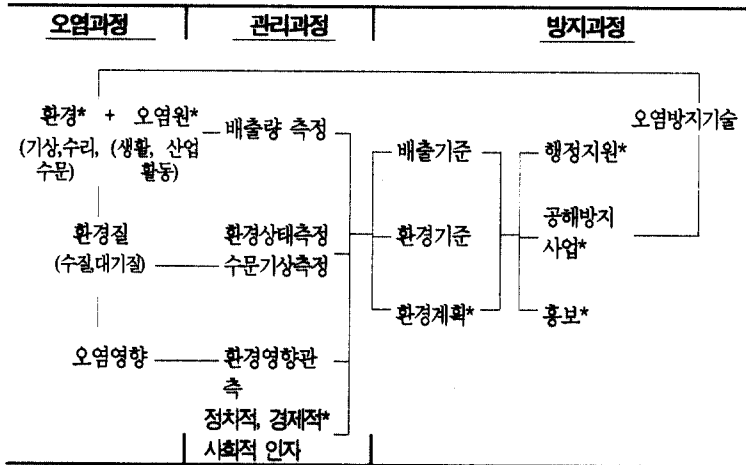 오염과정 관리과정 방지과정
환경* + 오염원* 배출량 측정 오염방지기술
(기상,수리, (생활, 산업 배출기준 행정지원*
수문) 활동)
환경질 환경상태측정 환경기준 공해방지
(수질,대기질) 수문기상측정 사업*
환경계획* 홍보*
오염영향 환경영향관
측
정치적, 경제적*
사회적 인자